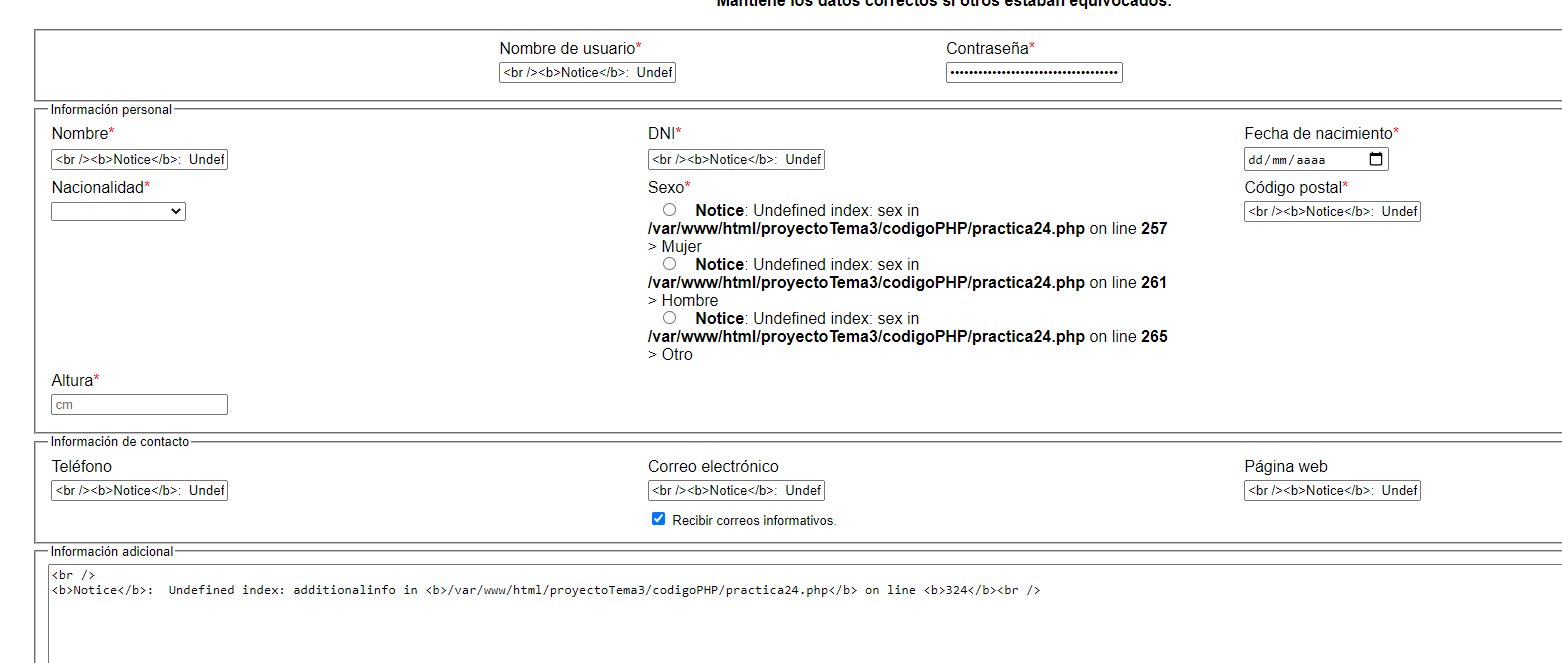 Mantiene los datos correctos si otros estaban equivocados.
Nombre de usuario* Contraseña*
<br /><b>Notice</b>:  Undef ••••••••••••••••••••••••••••••••••••
Información personal
Nombre* DNI* Fecha de nacimiento*
<br /><b>Notice</b>:  Undef <br /><b>Notice</b>:  Undef dd/mm/aaaa
Nacionalidad* Sexo* Código postal*
Notice: Undefined index: sex in <br /><b>Notice</b>:  Undef
/var/www/html/proyectoTema3/codigoPHP/practica24.php on line 257
> Mujer
Notice: Undefined index: sex in
/var/www/html/proyectoTema3/codigoPHP/practica24.php on line 261
> Hombre
Notice: Undefined index: sex in
/var/www/html/proyectoTema3/codigoPHP/practica24.php on line 265
> Otro
Altura*
cm
Información de contacto
Teléfono Correo electrónico Página web
<br /><b>Notice</b>:  Undef <br /><b>Notice</b>:  Undef <br /><b>Notice</b>:  Undef
Recibir correos informativos.
Información adicional
<br />
<b>Notice</b>:  Undefined index: additionalinfo in <b>/var/www/html/proyectoTema3/codigoPHP/practica24.php</b> on line <b>324</b><br />